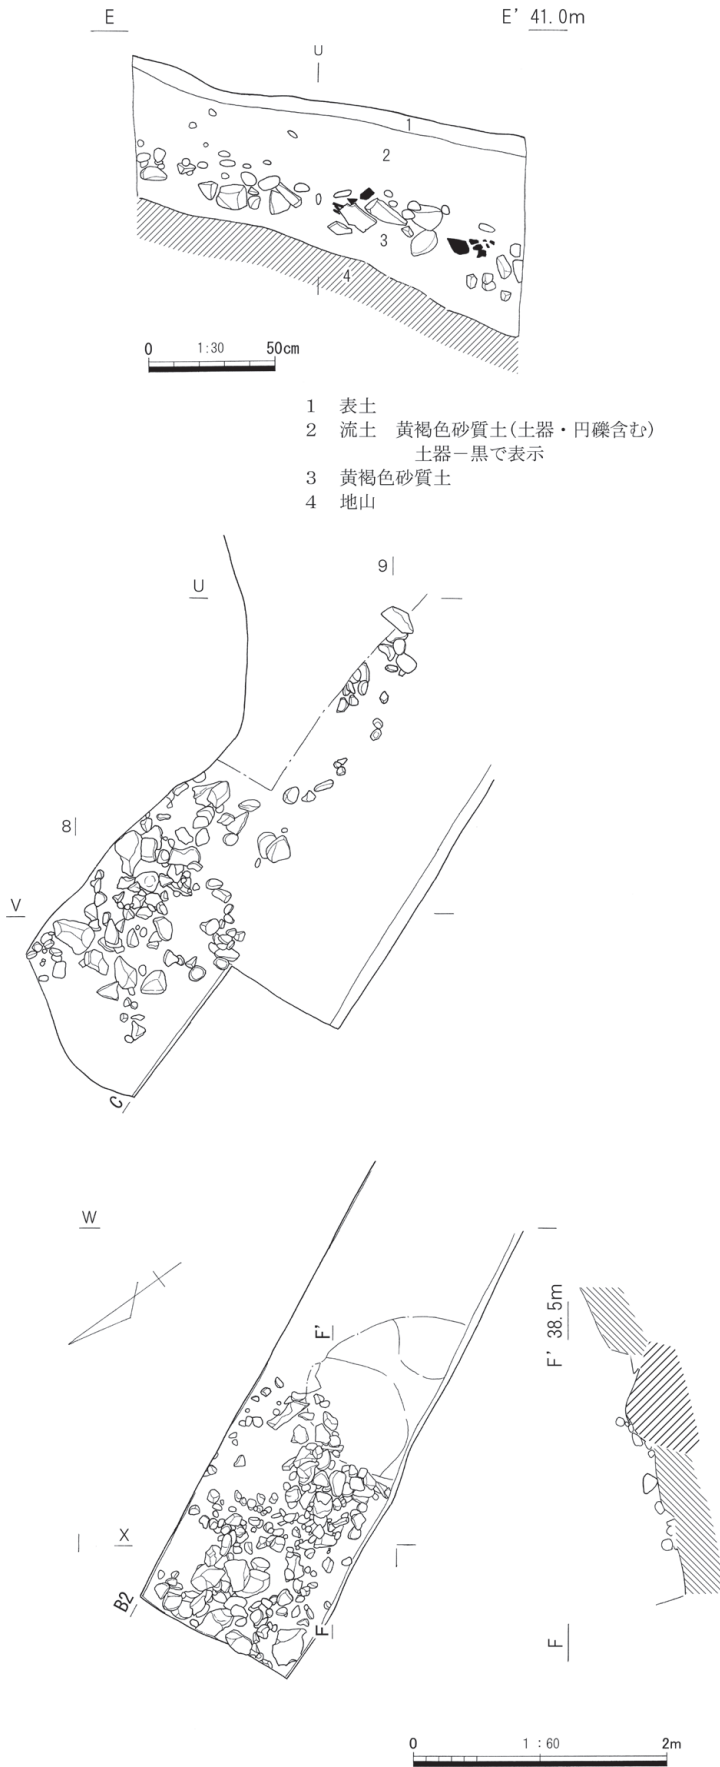 E
E' 41.0m
U
1
2
3
4
0 1:30 50cm
1 表土
2 流土 黄褐色砂質土(土器・円礫含む)
土器－黒で表示
3 黄褐色砂質土
4 地山
9
U
8
V
C
W
F'
F' 38.5m
X
B2
F
F
0 1:60 2m